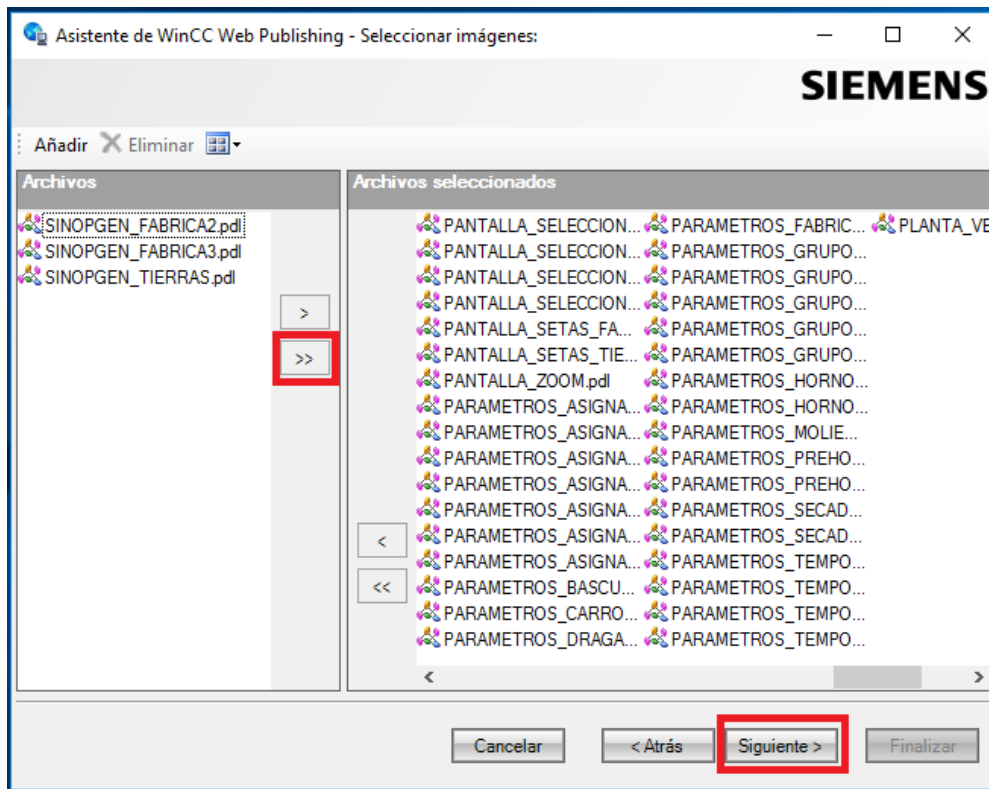 Asistente de WinCC Web Publishing - Seleccionar imágenes:
SIEMENS
Añadir Eliminar
Archivos
SINOPGEN_FABRICA2.pdl
SINOPGEN_FABRICA3.pdl
SINOPGEN_TIERRAS.pdl
>
>>
<
<<
Archivos seleccionados
PANTALLA_SELECCION... PARAMETROS_FABRIC... PLANTA_VE
PANTALLA_SELECCION... PARAMETROS_GRUPO...
PANTALLA_SELECCION... PARAMETROS_GRUPO...
PANTALLA_SELECCION... PARAMETROS_GRUPO...
PANTALLA_SETAS_FA... PARAMETROS_GRUPO...
PANTALLA_SETAS_TIE... PARAMETROS_GRUPO...
PANTALLA_ZOOM.pdl PARAMETROS_HORNO...
PARAMETROS_ASIGNA... PARAMETROS_HORNO...
PARAMETROS_ASIGNA... PARAMETROS_MOLIE...
PARAMETROS_ASIGNA... PARAMETROS_PREHO...
PARAMETROS_ASIGNA... PARAMETROS_PREHO...
PARAMETROS_ASIGNA... PARAMETROS_SECAD...
PARAMETROS_ASIGNA... PARAMETROS_SECAD...
PARAMETROS_ASIGNA... PARAMETROS_TEMPO...
PARAMETROS_BASCU... PARAMETROS_TEMPO...
PARAMETROS_CARRO... PARAMETROS_TEMPO...
PARAMETROS_DRAGA... PARAMETROS_TEMPO...
Cancelar < Atrás Siguiente > Finalizar